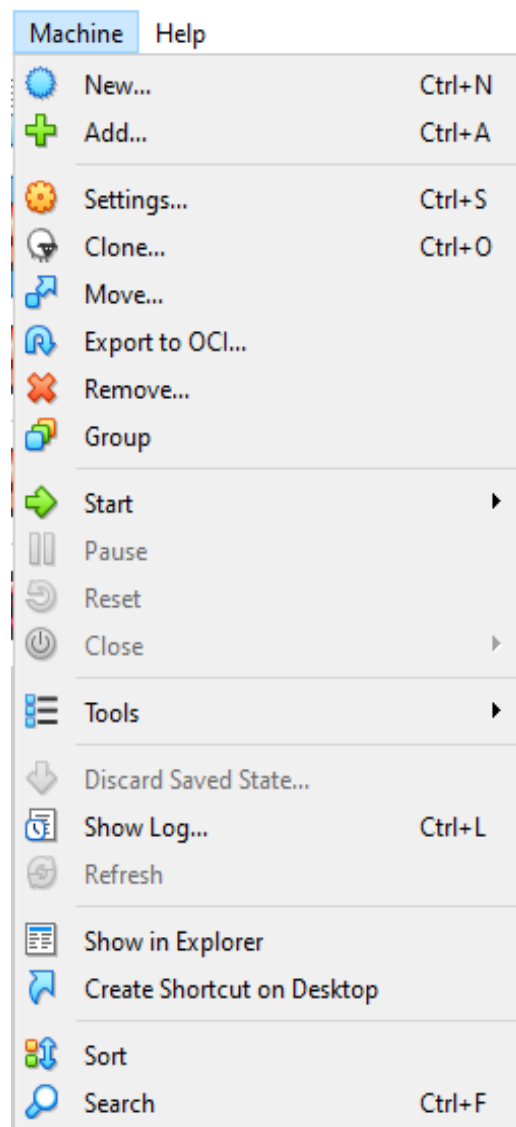 Machine Help
New... Ctrl+N
Add... Ctrl+A
Settings... Ctrl+S
Clone... Ctrl+O
Move...
Export to OCI...
Remove...
Group
Start
Pause
Reset
Close
Tools
Discard Saved State...
Show Log... Ctrl+L
Refresh
Show in Explorer
Create Shortcut on Desktop
Sort
Search Ctrl+F